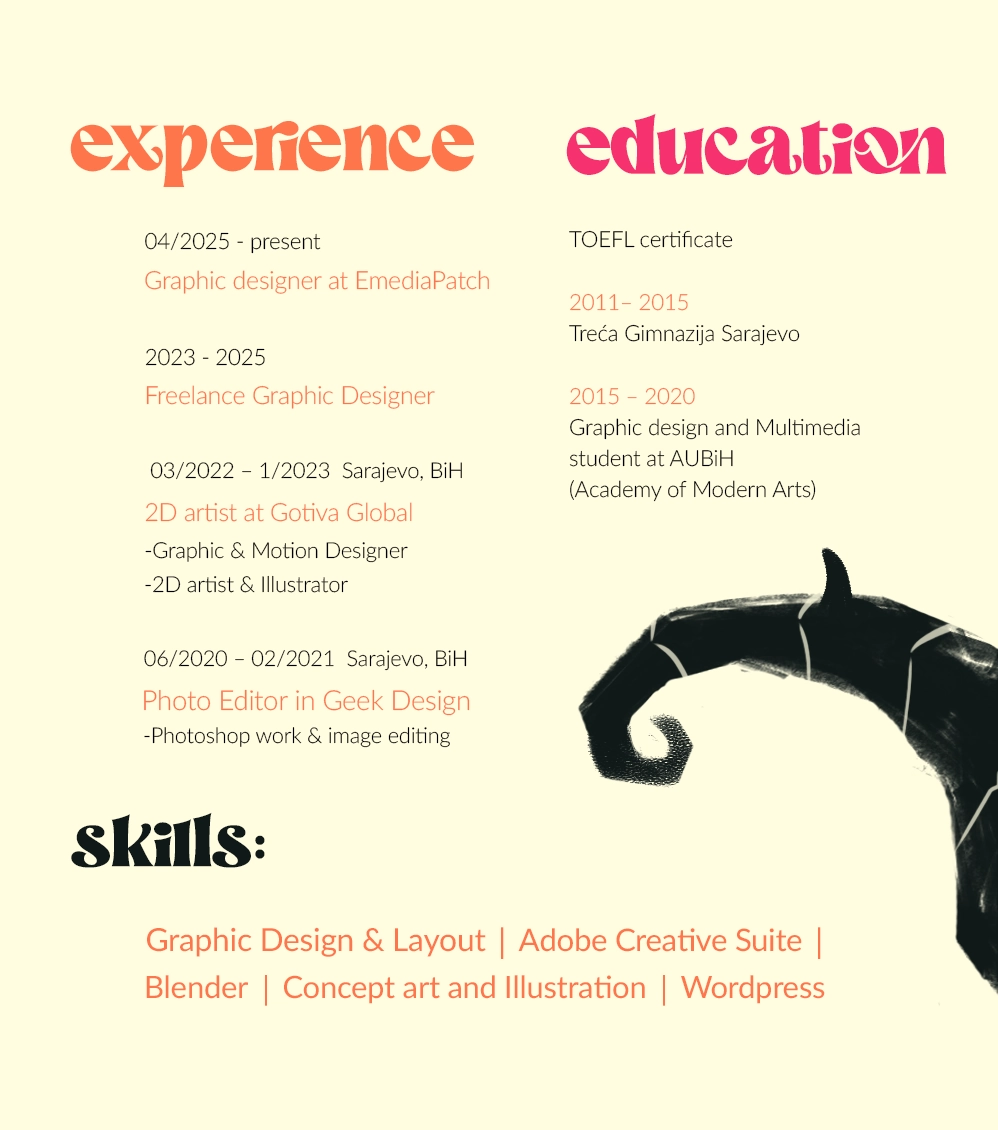 experience
04/2025 - present
Graphic designer at EmediaPatch
2023 - 2025
Freelance Graphic Designer
03/2022 – 1/2023 Sarajevo, BiH
2D artist at Gotiva Global
-Graphic & Motion Designer
-2D artist & Illustrator
06/2020 – 02/2021 Sarajevo, BiH
Photo Editor in Geek Design
-Photoshop work & image editing
education
TOEFL certificate
2011– 2015
Treća Gimnazija Sarajevo
2015 – 2020
Graphic design and Multimedia
student at AUBiH
(Academy of Modern Arts)
skills:
Graphic Design & Layout | Adobe Creative Suite |
Blender | Concept art and Illustration | Wordpress